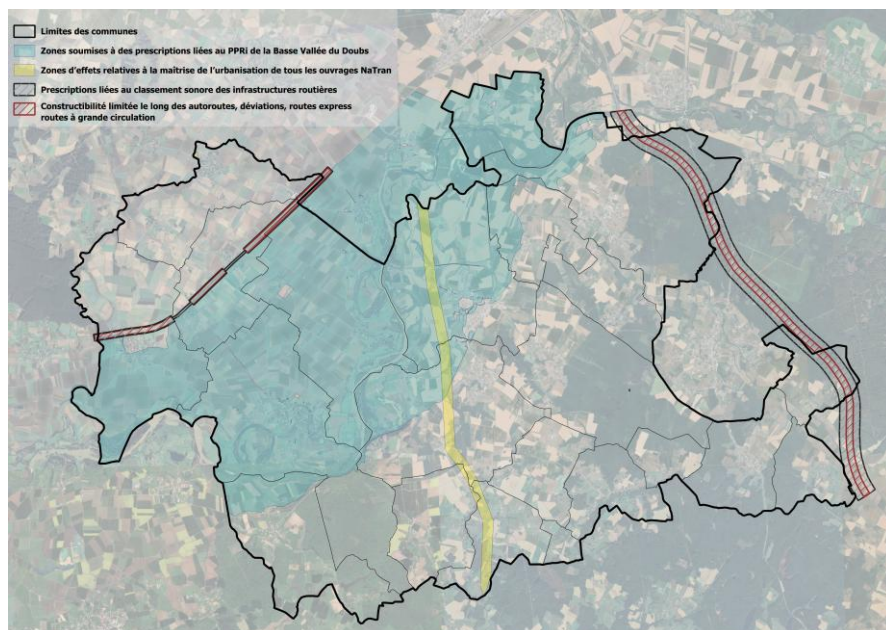 Limites des communes
Zones soumises à des prescriptions liées au PPRi de la Basse Vallée du Doubs
Zones d'effets relatives à la maîtrise de l'urbanisation de tous les ouvrages NaTran
Prescriptions liées au classement sonore des infrastructures routières
Constructibilité limitée le long des autoroutes, déviations, routes express
routes à grande circulation